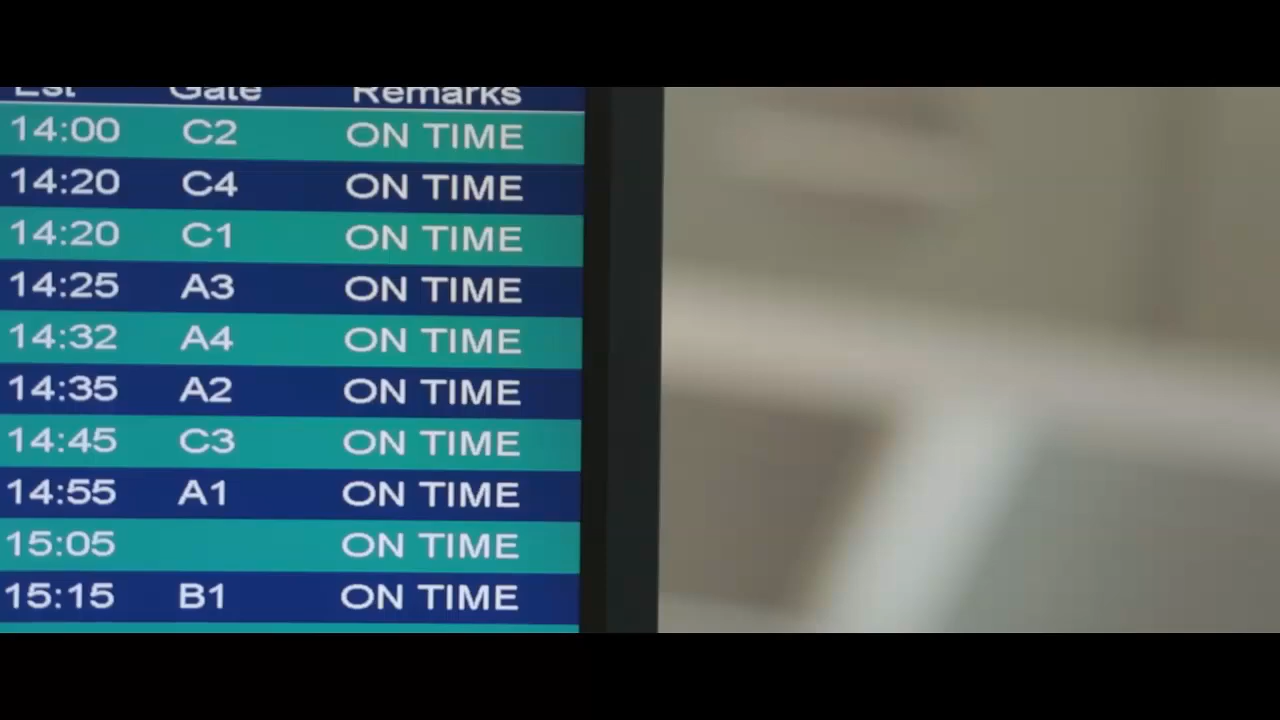 Est Gate Remarks
14:00 C2 ON TIME
14:20 C4 ON TIME
14:20 C1 ON TIME
14:25 A3 ON TIME
14:32 A4 ON TIME
14:35 A2 ON TIME
14:45 C3 ON TIME
14:55 A1 ON TIME
15:05 ON TIME
15:15 B1 ON TIME